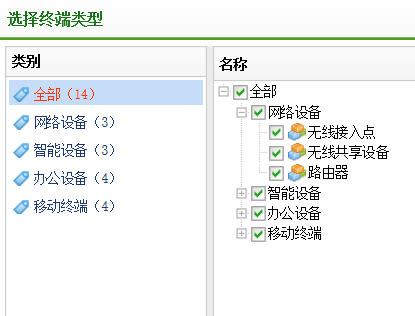 选择终端类型
类别
全部（14）
网络设备（3）
智能设备（3）
办公设备（4）
移动终端（4）
名称
全部
网络设备
无线接入点
无线共享设备
路由器
智能设备
办公设备
移动终端